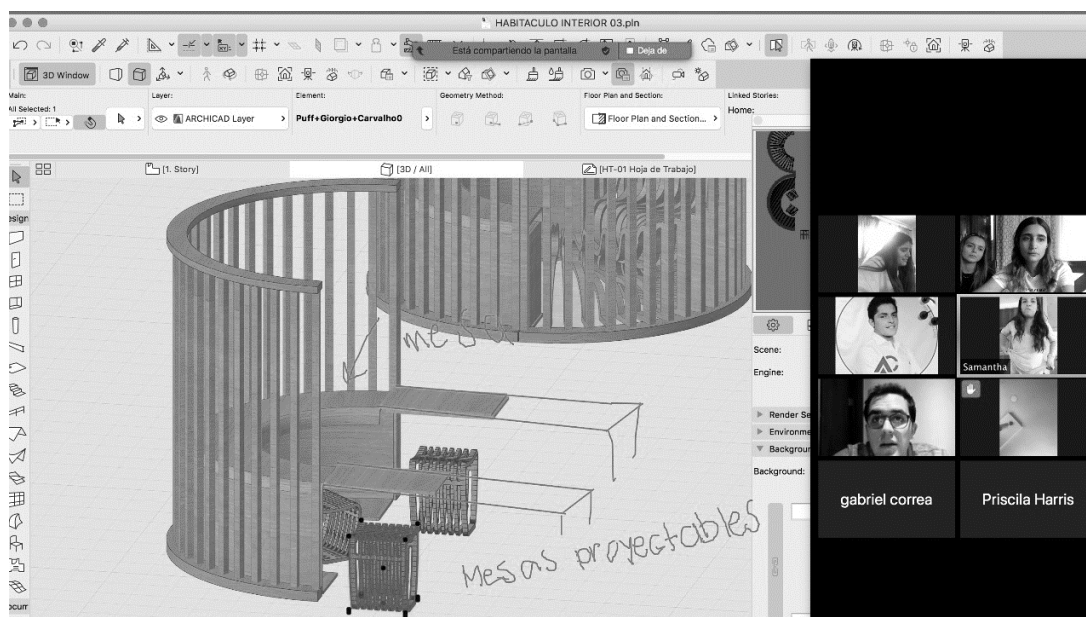 HABITACULO INTERIOR 03.pln
Está compartiendo la pantalla
Deja de
3D Window
Main:
All Selected: 1
Layer:
ARCHICAD Layer
Element:
Puff+Giorgio+Carvalho0
Geometry Method:
Floor Plan and Section:
Floor Plan and Section...
Linked Stories:
Home:
[1. Story]
[3D / All]
[HT-01 Hoja de Trabajo]
esign
mesa
Mesas proyectables
ocum
Scene:
Engine:
Render Se
Environme
Backgroun
Background:
AC
Samantha
gabriel correa
Priscila Harris